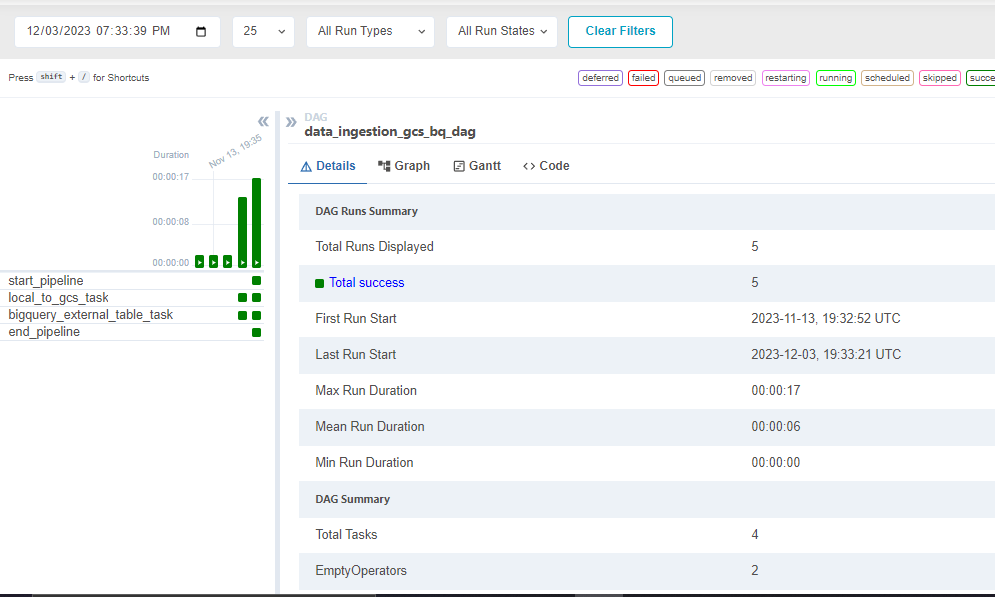 12/03/2023 07:33:39 PM 25 All Run Types All Run States Clear Filters
Press shift + / for Shortcuts
deferred failed queued removed restarting running scheduled skipped succe
DAG
data_ingestion_gcs_bq_dag
Nov 13, 19:35
Duration
00:00:17
00:00:08
00:00:00
start_pipeline
local_to_gcs_task
bigquery_external_table_task
end_pipeline
Details Graph Gantt Code
DAG Runs Summary
Total Runs Displayed 5
Total success 5
First Run Start 2023-11-13, 19:32:52 UTC
Last Run Start 2023-12-03, 19:33:21 UTC
Max Run Duration 00:00:17
Mean Run Duration 00:00:06
Min Run Duration 00:00:00
DAG Summary
Total Tasks 4
EmptyOperators 2